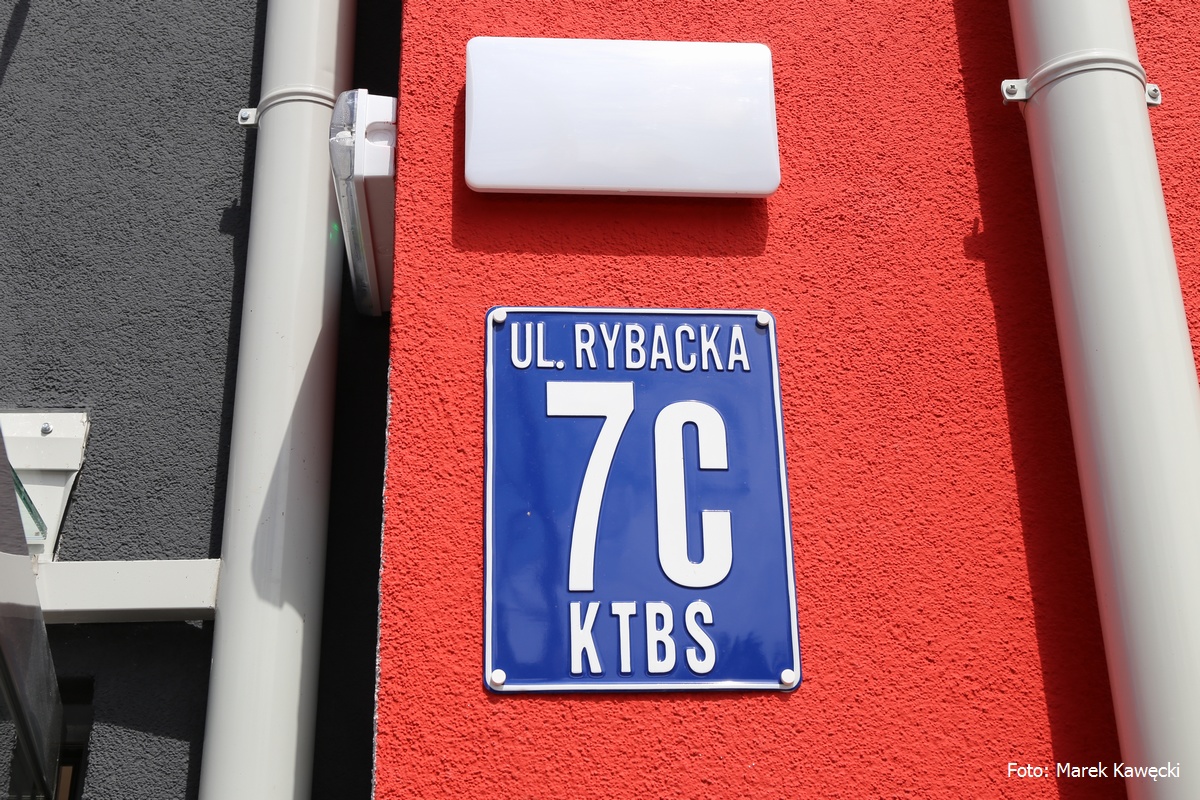 UL. RYBACKA
7C
KTBS
Foto: Marek Kawęcki